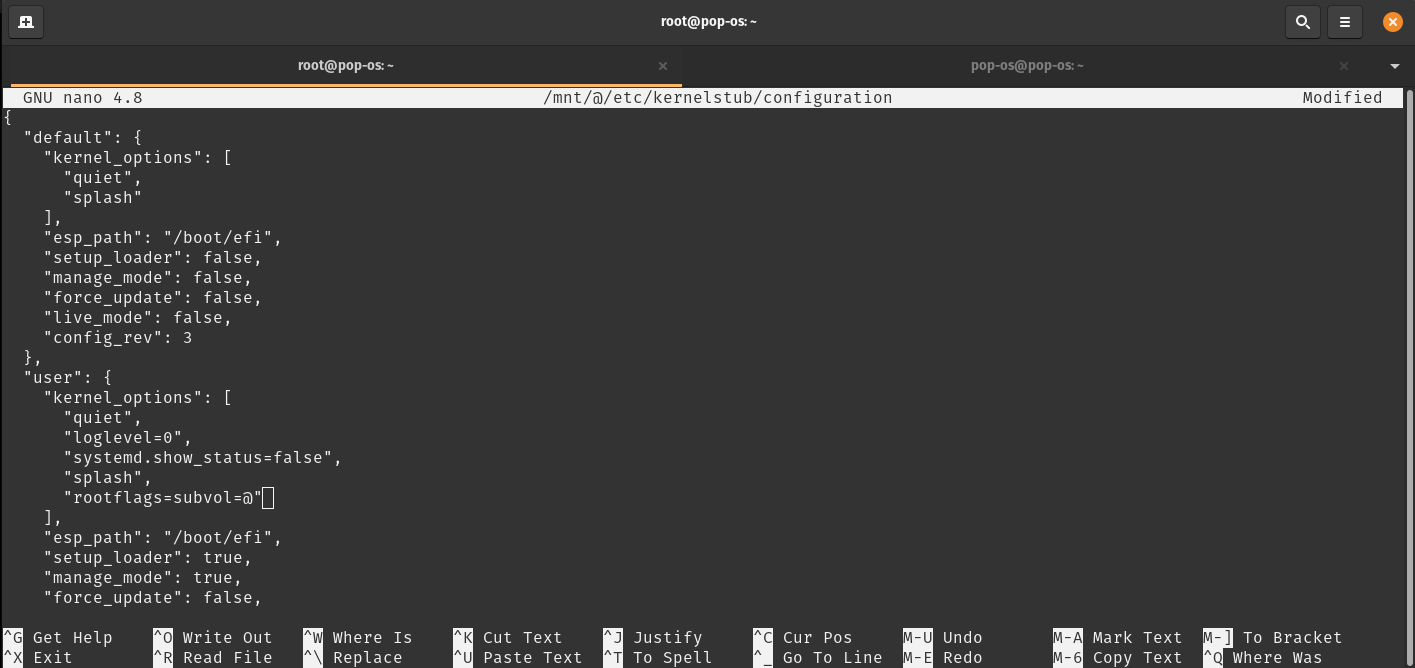 root@pop-os: ~
root@pop-os: ~ pop-os@pop-os: ~
GNU nano 4.8 /mnt/@/etc/kernelstub/configuration Modified
{
  "default": {
    "kernel_options": [
      "quiet",
      "splash"
    ],
    "esp_path": "/boot/efi",
    "setup_loader": false,
    "manage_mode": false,
    "force_update": false,
    "live_mode": false,
    "config_rev": 3
  },
  "user": {
    "kernel_options": [
      "quiet",
      "loglevel=0",
      "systemd.show_status=false",
      "splash",
      "rootflags=subvol=@"
    ],
    "esp_path": "/boot/efi",
    "setup_loader": true,
    "manage_mode": true,
    "force_update": false,
^G Get Help ^O Write Out ^W Where Is ^K Cut Text ^J Justify ^C Cur Pos M-U Undo M-A Mark Text M-] To Bracket
^X Exit ^R Read File ^\ Replace ^U Paste Text ^T To Spell ^_ Go To Line M-E Redo M-6 Copy Text ^Q Where Was